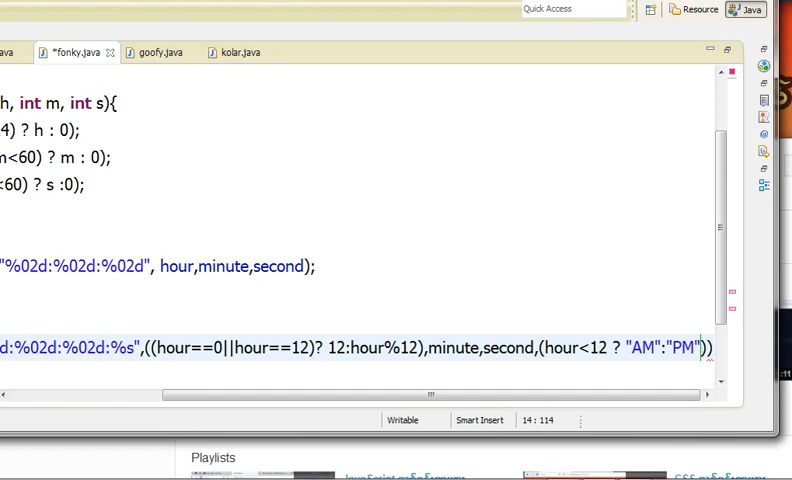 Quick Access
Resource
Java
ava
*fonky.java
goofy.java
kolar.java
h, int m, int s){
4) ? h : 0);
m<60) ? m : 0);
<60) ? s :0);
"%02d:%02d:%02d", hour,minute,second);
d:%02d:%02d:%s",((hour==0||hour==12)? 12:hour%12),minute,second,(hour<12 ? "AM":"PM"))
Writable
Smart Insert
14 : 114
:11
Playlists